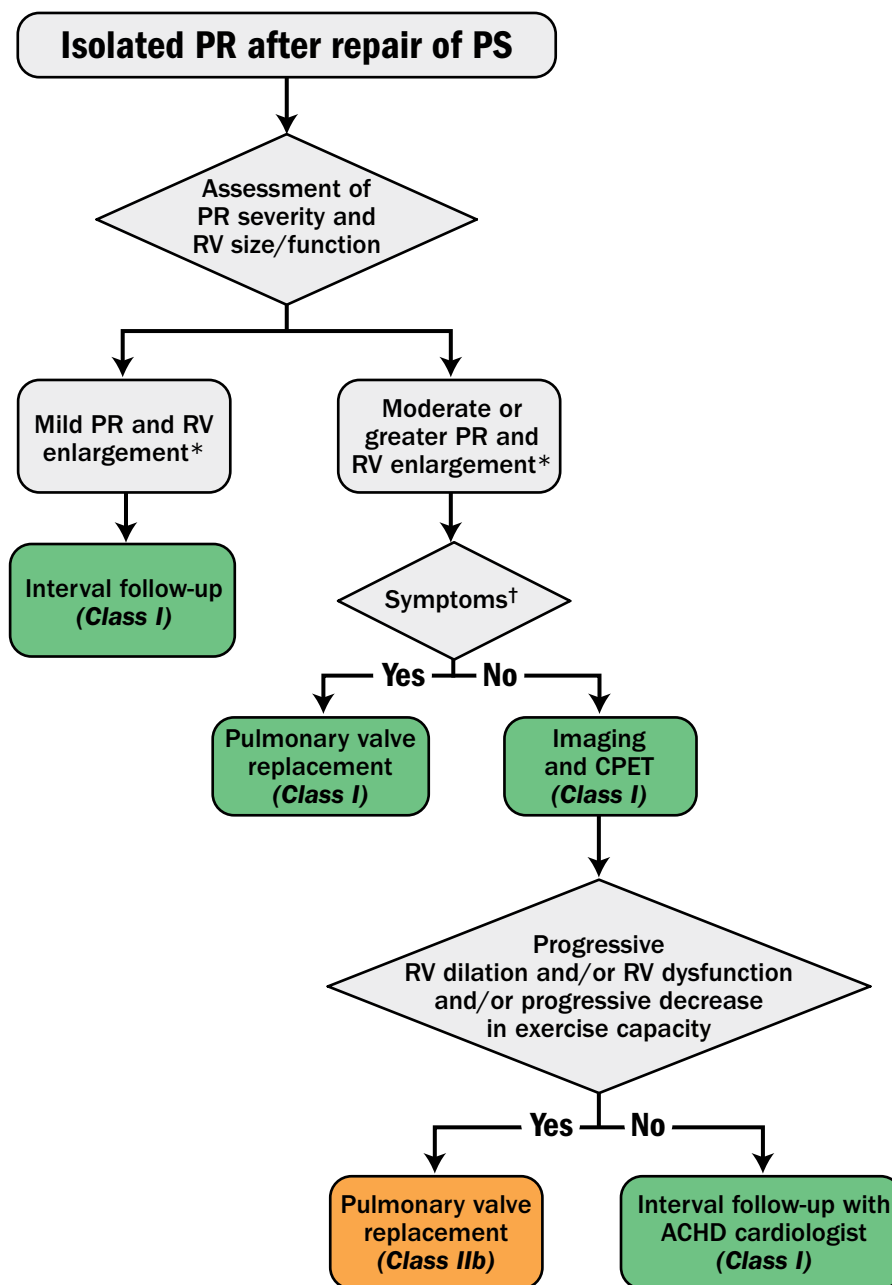 Isolated PR after repair of PS
Assessment of
PR severity and
RV size/function
Mild PR and RV
enlargement*
Moderate or
greater PR and
RV enlargement*
Interval follow-up
(Class I)
Symptoms†
Yes
No
Pulmonary valve
replacement
(Class I)
Imaging
and CPET
(Class I)
Progressive
RV dilation and/or RV dysfunction
and/or progressive decrease
in exercise capacity
Yes
No
Pulmonary valve
replacement
(Class IIb)
Interval follow-up with
ACHD cardiologist
(Class I)